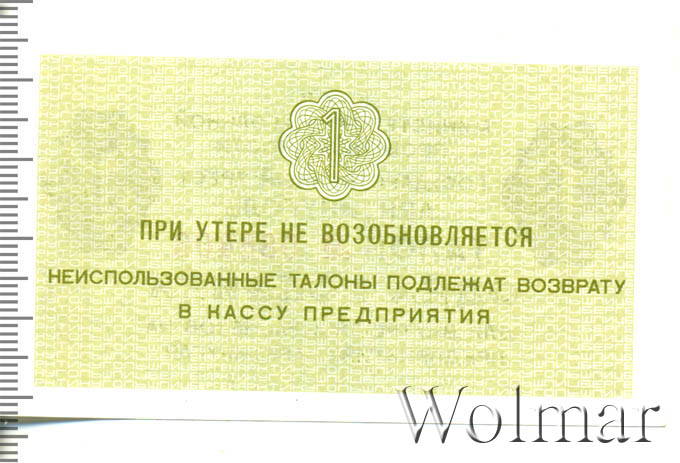 1
ПРИ УТЕРЕ НЕ ВОЗОБНОВЛЯЕТСЯ
НЕИСПОЛЬЗОВАННЫЕ ТАЛОНЫ ПОДЛЕЖАТ ВОЗВРАТУ
В КАССУ ПРЕДПРИЯТИЯ
Wolmar